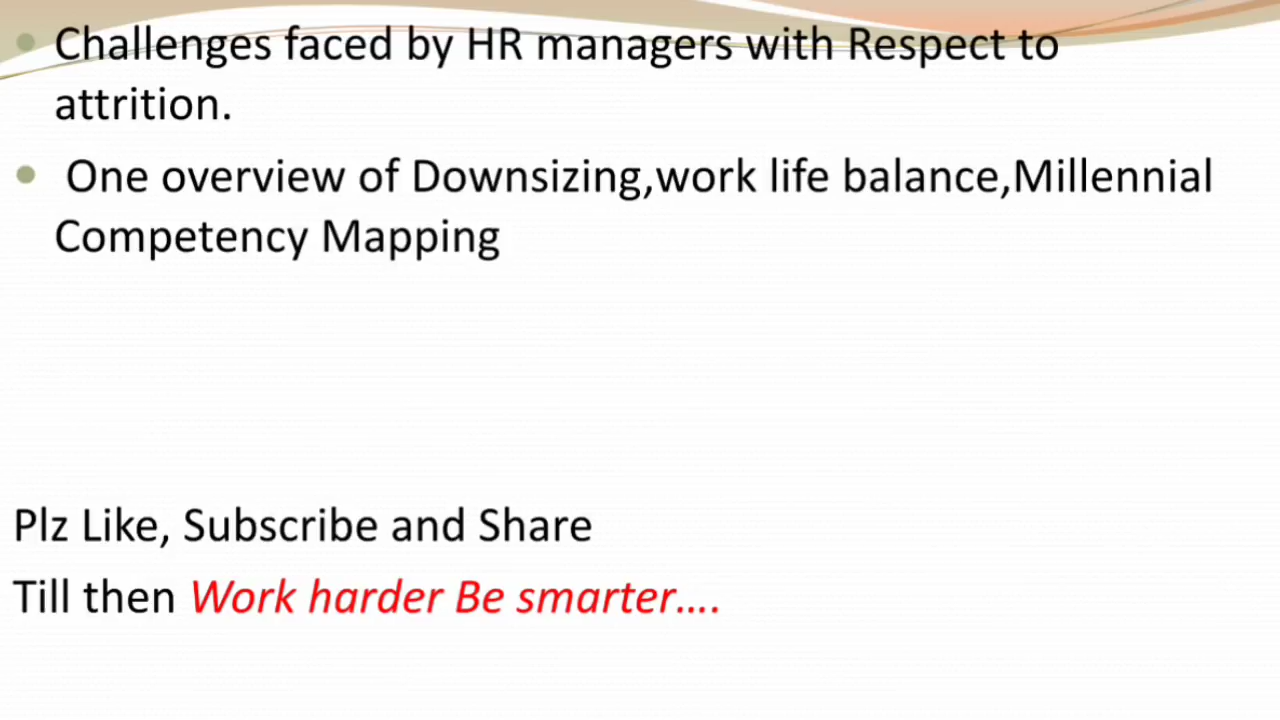 Challenges faced by HR managers with Respect to
attrition.
One overview of Downsizing,work life balance,Millennial
Competency Mapping
Plz Like, Subscribe and Share
Till then Work harder Be smarter....